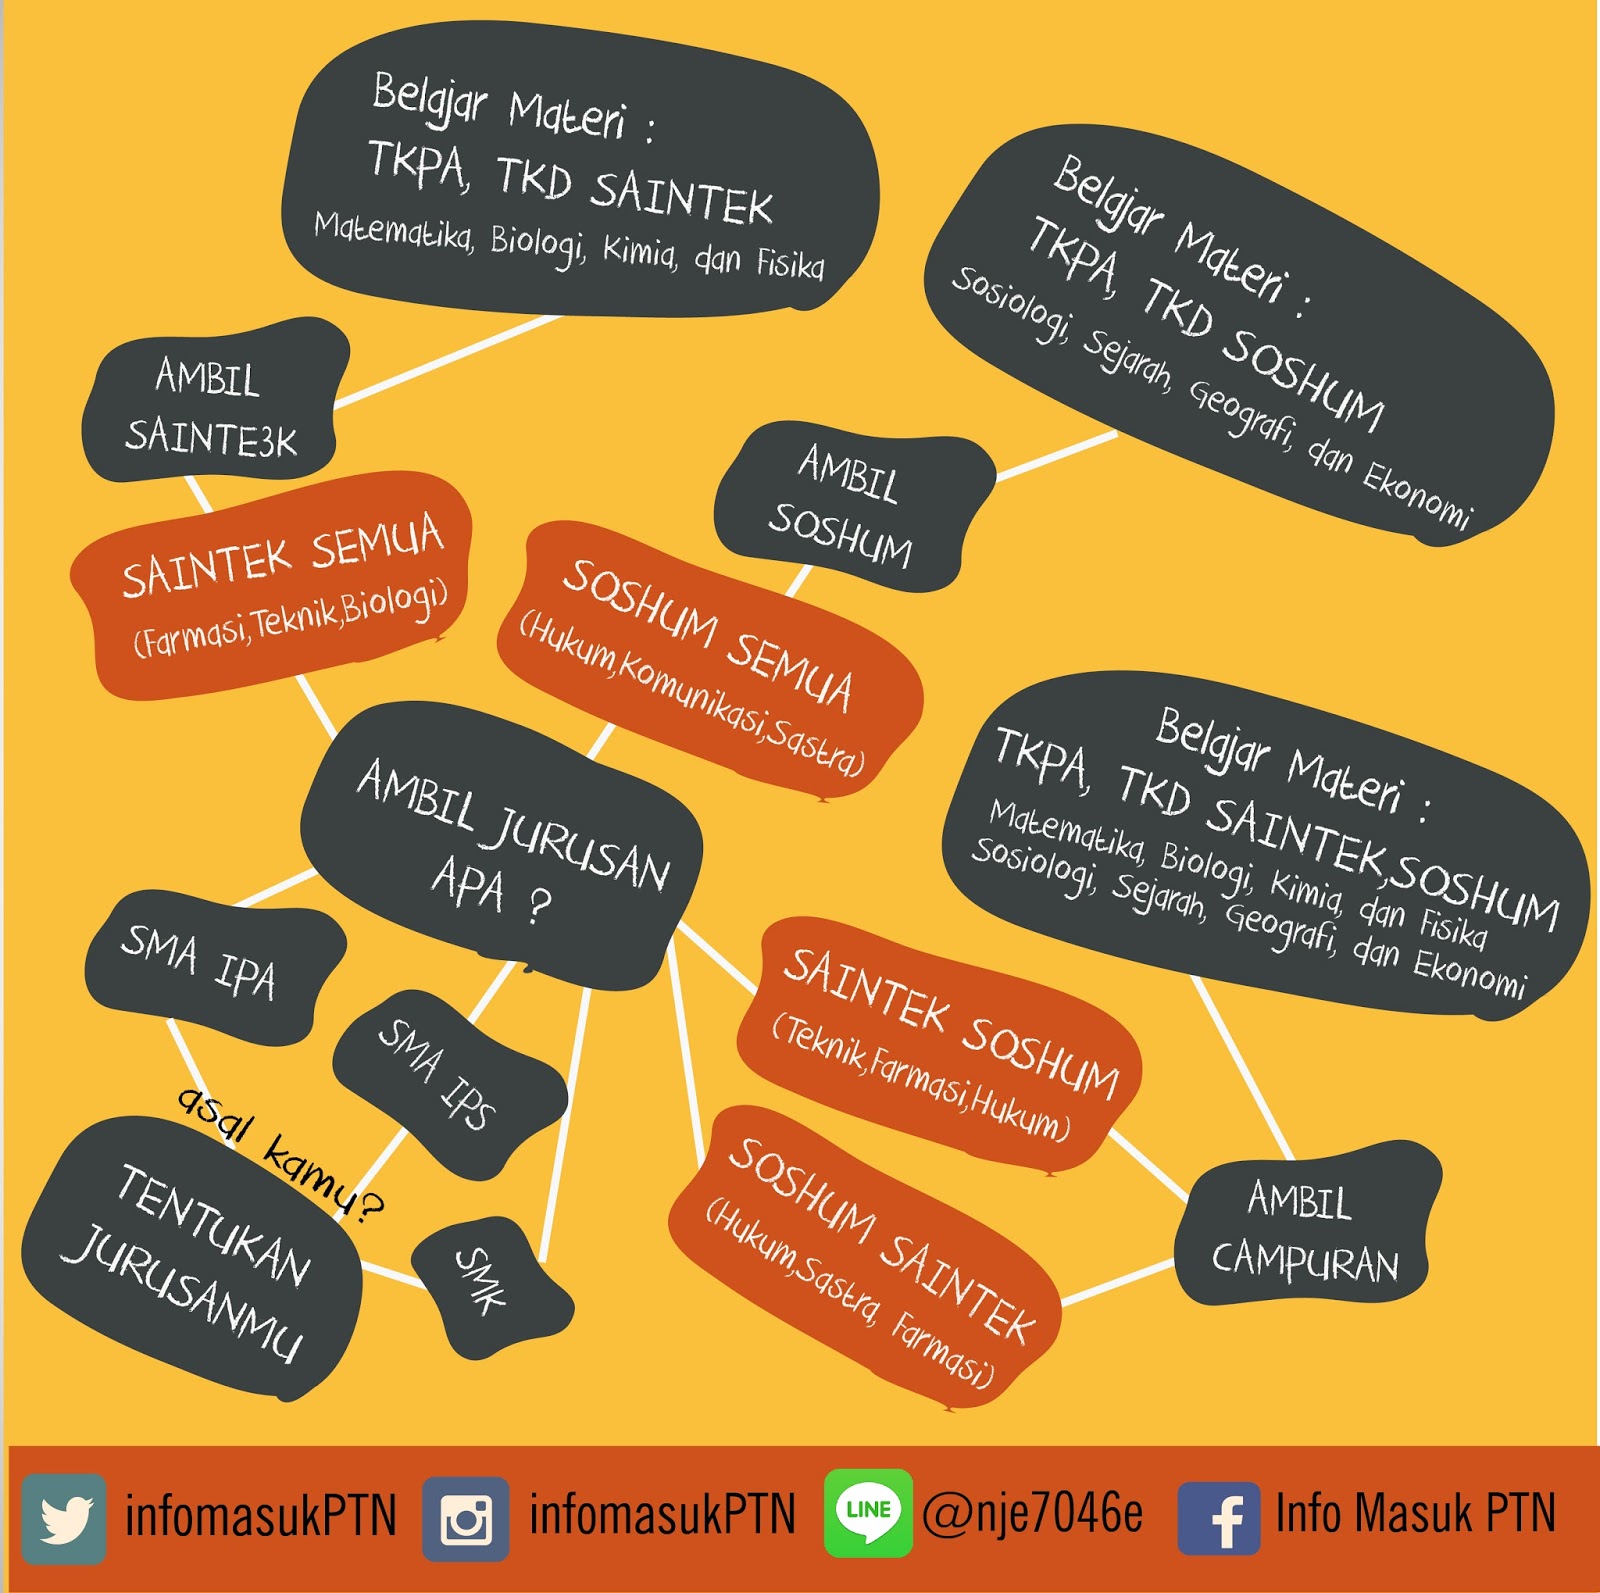 Belajar Materi :
TKPA, TKD SAINTEK
Matematika, Biologi, Kimia, dan Fisika
Belajar Materi :
TKPA, TKD SOSHUM
Sosiologi, Sejarah, Geografi, dan Ekonomi
AMBIL
SAINTE3K
AMBIL
SOSHUM
SAINTEK SEMUA
(Farmasi,Teknik,Biologi)
SOSHUM SEMUA
(Hukum,Komunikasi,Sastra)
Belajar Materi :
TKPA, TKD SAINTEK,SOSHUM
Matematika, Biologi, Kimia, dan Fisika
Sosiologi, Sejarah, Geografi, dan Ekonomi
AMBIL JURUSAN
APA ?
SMA IPA
SMA IPS
SAINTEK SOSHUM
(Teknik,Farmasi,Hukum)
asal kamu?
TENTUKAN
JURUSANMU
SMK
SOSHUM SAINTEK
(Hukum,Sastra, Farmasi)
AMBIL
CAMPURAN
infomasukPTN
infomasukPTN
LINE
@nje7046e
Info Masuk PTN